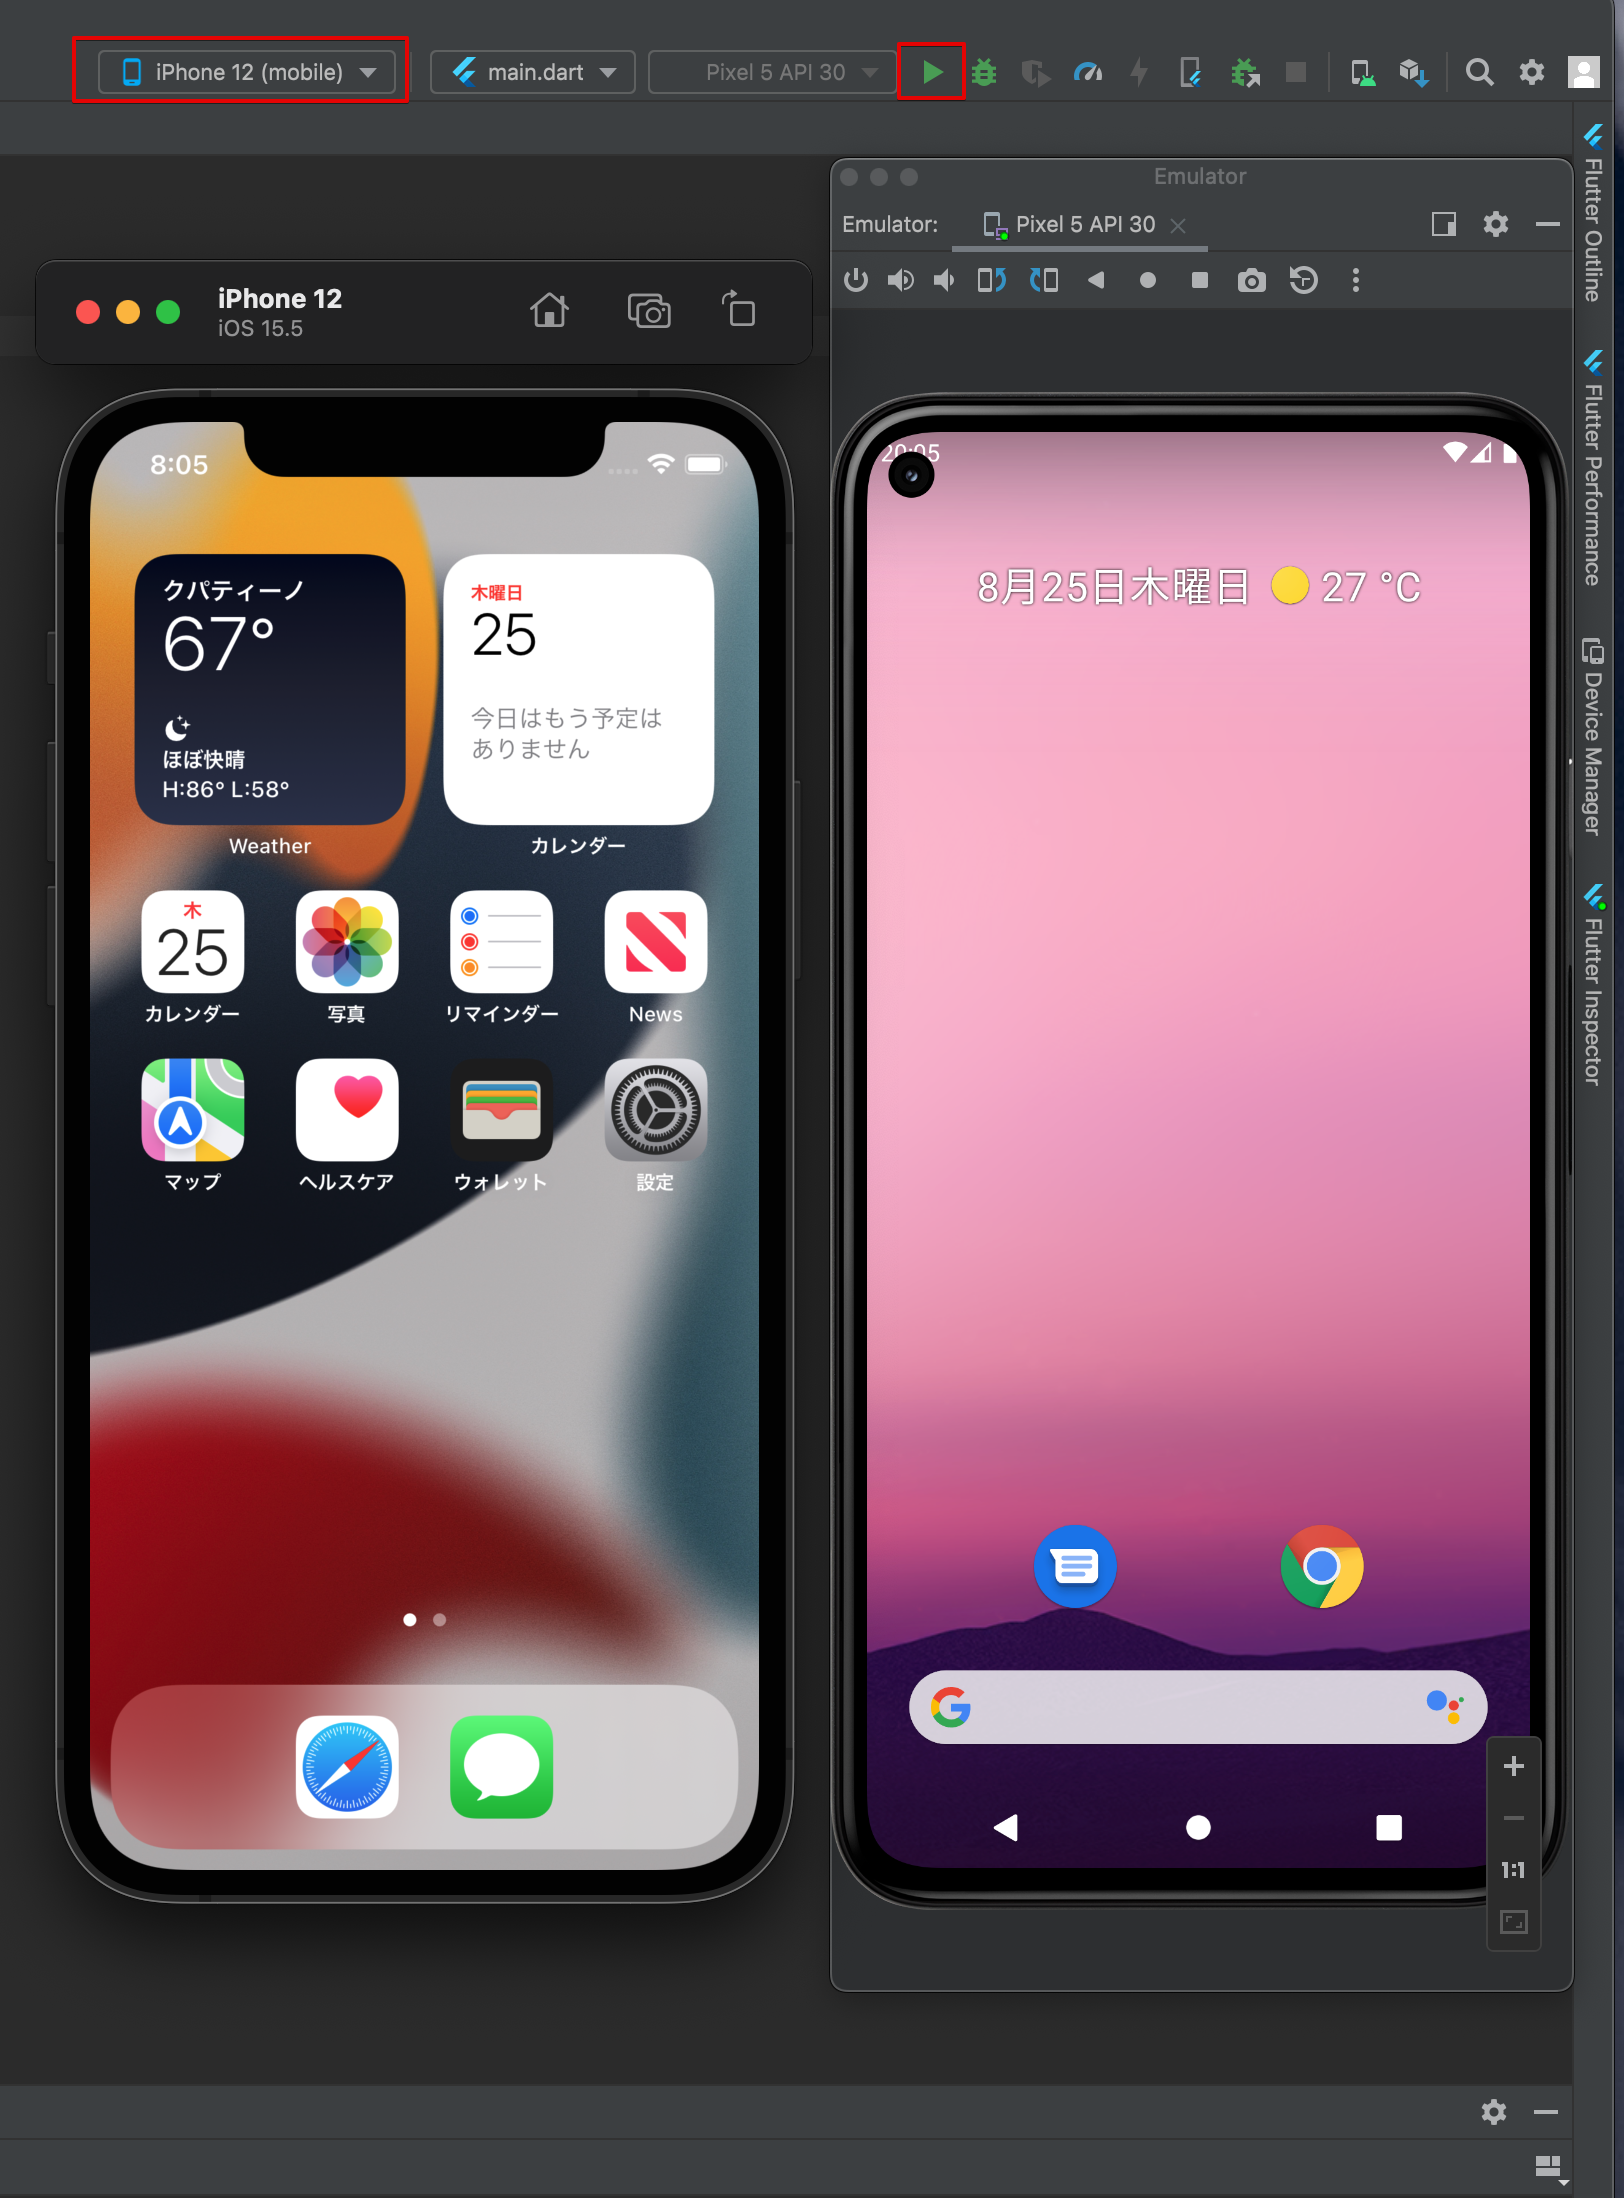 iPhone 12 (mobile)
main.dart
Pixel 5 API 30
Emulator
Emulator:
Pixel 5 API 30
iPhone 12
iOS 15.5
8:05
クパティーノ
67°
ほぼ快晴
H:86° L:58°
Weather
木曜日
25
今日はもう予定は
ありません
カレンダー
木
25
カレンダー
写真
リマインダー
News
マップ
ヘルスケア
ウォレット
設定
20:05
8月25日木曜日
27 °C
1:1
Flutter Outline
Flutter Performance
Device Manager
Flutter Inspector